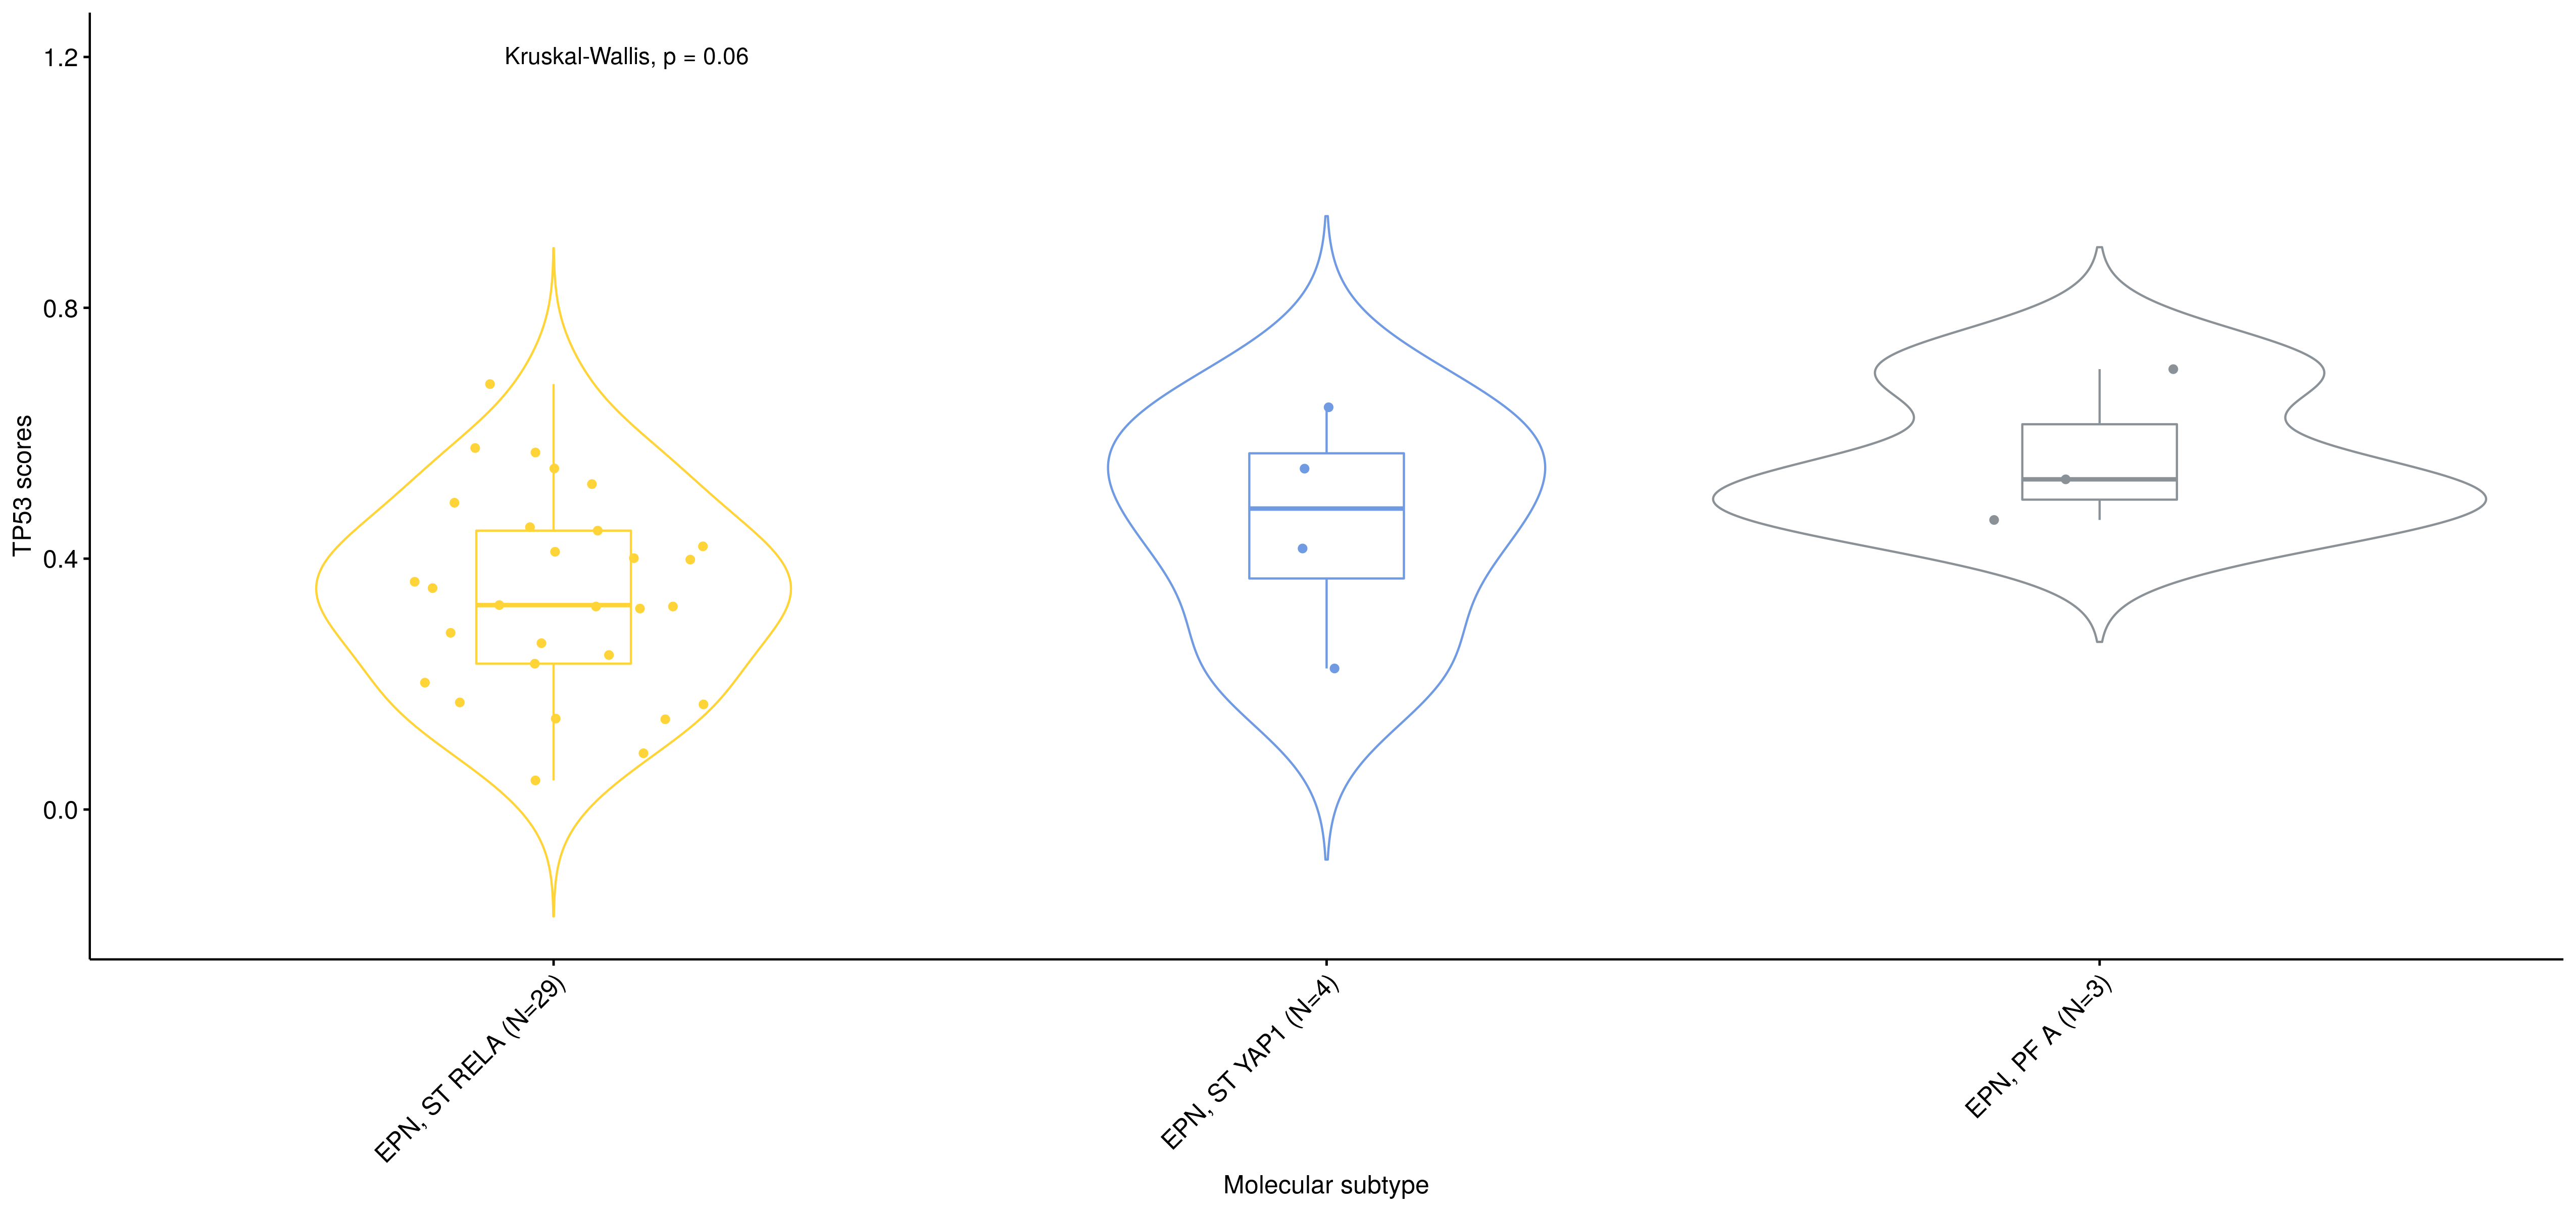 Kruskal-Wallis, p = 0.06
1.2
0.8
0.4
0.0
TP53 scores
EPN, ST RELA (N=29)
EPN, ST YAP1 (N=4)
EPN, PF A (N=3)
Molecular subtype